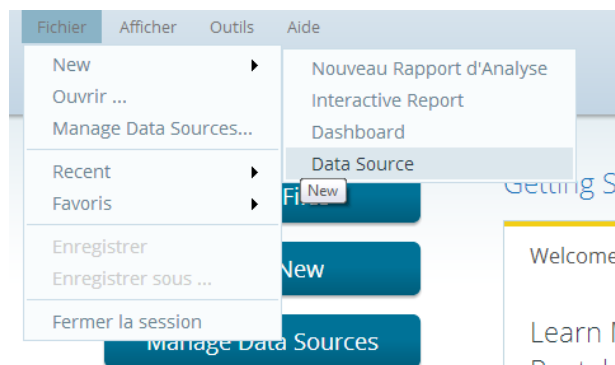 Fichier Afficher Outils Aide
New
Nouveau Rapport d'Analyse
Ouvrir ...
Interactive Report
Manage Data Sources...
Dashboard
Recent
Data Source
Favoris
New
Getting S
Enregistrer
New
Welcome
Enregistrer sous ...
Fermer la session
Manage Data Sources
Learn